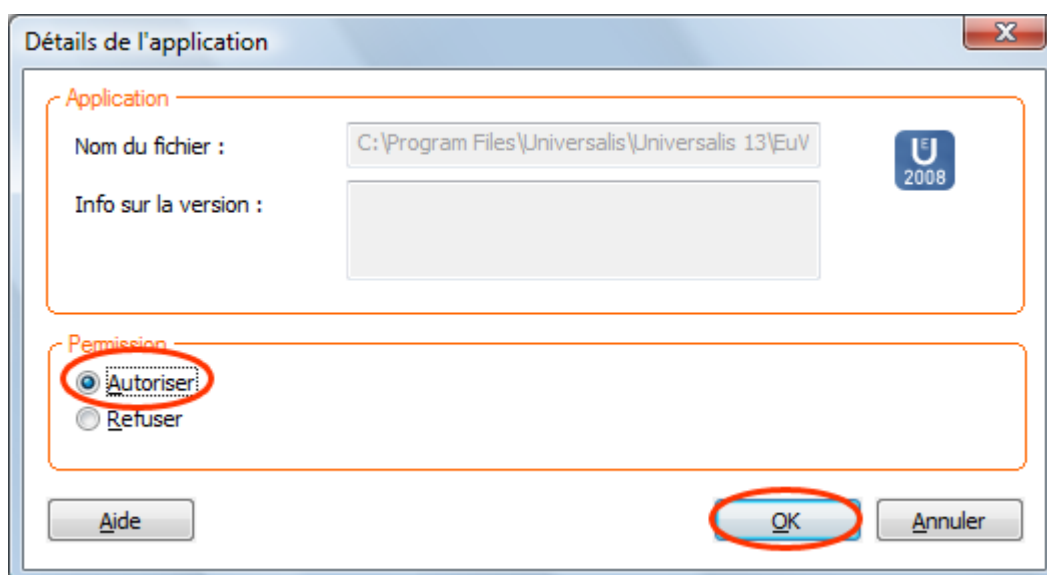 Détails de l'application
Application
Nom du fichier :
C:\Program Files\Universalis\Universalis 13\EuV
UE
2008
Info sur la version :
Permission
Autoriser
Refuser
Aide
OK
Annuler